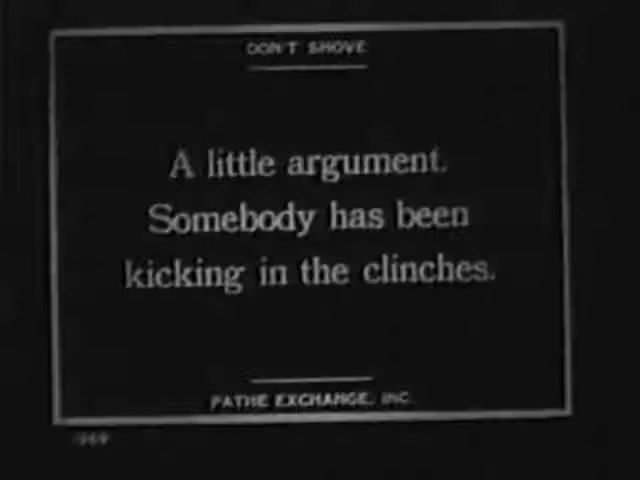 DON'T SHOVE
A little argument.
Somebody has been
kicking in the clinches.
PATHE EXCHANGE, INC.